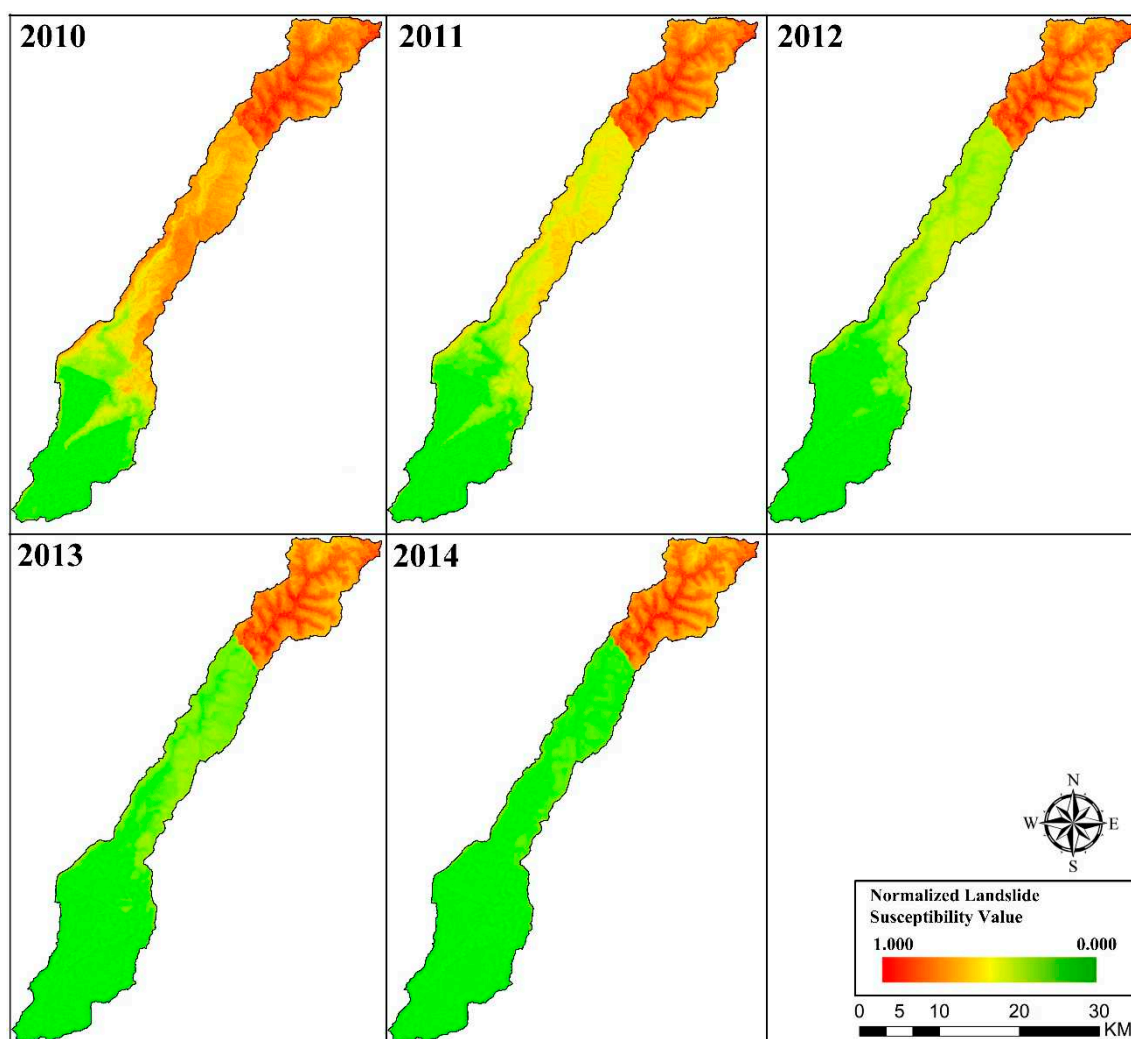 2010
2011
2012
2013
2014
N
W E
S
Normalized Landslide
Susceptibility Value
1.000 0.000
0 5 10 20 30
KM